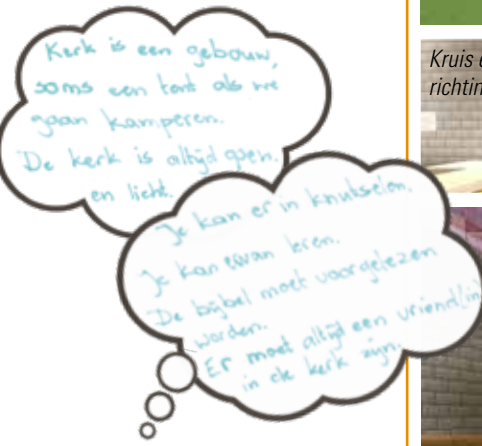 Kerk is een gebouw,
soms een tent als we
gaan kamperen.
De kerk is altijd open.
en licht.
Je kan er in knutselen.
Je kan ervan leren.
De bijbel moet voorgelezen
worden.
Er moet altijd een vriend/in
in de kerk zijn.
Kruis e
richtin